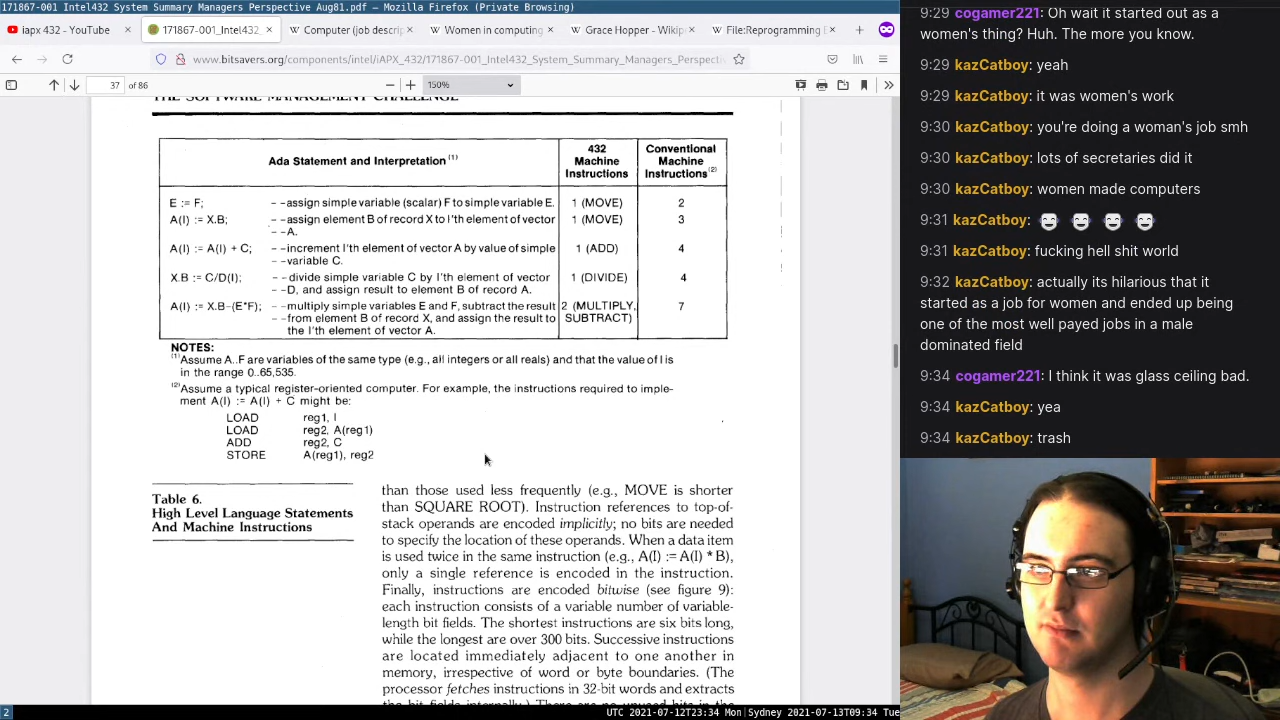 171867-001 Intel432 System Summary Managers Perspective Aug81.pdf - Mozilla Firefox (Private Browsing)
iapx 432 - YouTube
171867-001_Intel432_
Computer (job descrip
Women in computing
Grace Hopper - Wikip
File:Reprogramming
www.bitsavers.org/components/intel/iAPX_432/171867-001_Intel432_System_Summary_Managers_Perspecti
37 of 86
150%
THE SOFTWARE MANAGEMENT CHALLENGE
Ada Statement and Interpretation (1)
432 Machine Instructions
Conventional Machine Instructions(2)
E := F; - - assign simple variable (scalar) F to simple variable E. 1 (MOVE) 2
A(I) := X.B; - - assign element B of record X to I'th element of vector 1 (MOVE) 3
- - A.
A(I) := A(I) + C; - - increment I'th element of vector A by value of simple 1 (ADD) 4
- - variable C.
X.B := C/D(I); - - divide simple variable C by I'th element of vector 1 (DIVIDE) 4
- - D, and assign result to element B of record A.
A(I) := X.B-(E*F); - - multiply simple variables E and F, subtract the result 2 (MULTIPLY, 7
- - from element B of record X, and assign the result to SUBTRACT)
the I'th element of vector A.
NOTES:
(1)Assume A..F are variables of the same type (e.g., all integers or all reals) and that the value of I is
in the range 0..65,535.
(2)Assume a typical register-oriented computer. For example, the instructions required to imple-
ment A(I) := A(I) + C might be:
LOAD reg1, I
LOAD reg2, A(reg1)
ADD reg2, C
STORE A(reg1), reg2
Table 6.
High Level Language Statements
And Machine Instructions
than those used less frequently (e.g., MOVE is shorter
than SQUARE ROOT). Instruction references to top-of-
stack operands are encoded implicitly; no bits are needed
to specify the location of these operands. When a data item
is used twice in the same instruction (e.g., A(I) := A(I) * B),
only a single reference is encoded in the instruction.
Finally, instructions are encoded bitwise (see figure 9):
each instruction consists of a variable number of variable-
length bit fields. The shortest instructions are six bits long,
while the longest are over 300 bits. Successive instructions
are located immediately adjacent to one another in
memory, irrespective of word or byte boundaries. (The
processor fetches instructions in 32-bit words and extracts
the bit fields internally.) There are no unused bits in the
9:29 cogamer221: Oh wait it started out as a
women's thing? Huh. The more you know.
9:29 kazCatboy: yeah
9:29 kazCatboy: it was women's work
9:30 kazCatboy: you're doing a woman's job smh
9:30 kazCatboy: lots of secretaries did it
9:30 kazCatboy: women made computers
9:31 kazCatboy:
9:31 kazCatboy: fucking hell shit world
9:32 kazCatboy: actually its hilarious that it
started as a job for women and ended up being
one of the most well payed jobs in a male
dominated field
9:34 cogamer221: I think it was glass ceiling bad.
9:34 kazCatboy: yea
9:34 kazCatboy: trash
2
UTC 2021-07-12T23:34 Mon|Sydney 2021-07-13T09:34 Tue